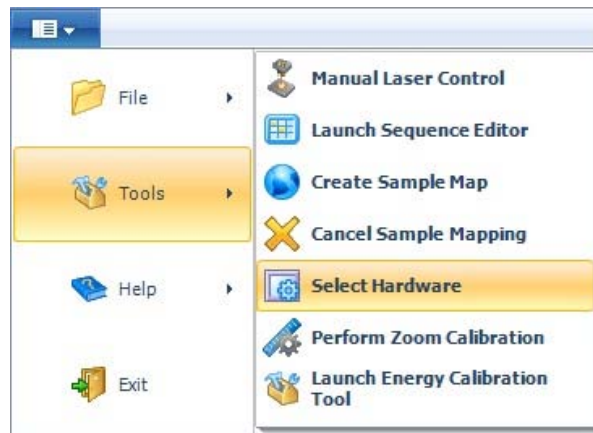 File
Tools
Help
Exit
Manual Laser Control
Launch Sequence Editor
Create Sample Map
Cancel Sample Mapping
Select Hardware
Perform Zoom Calibration
Launch Energy Calibration
Tool